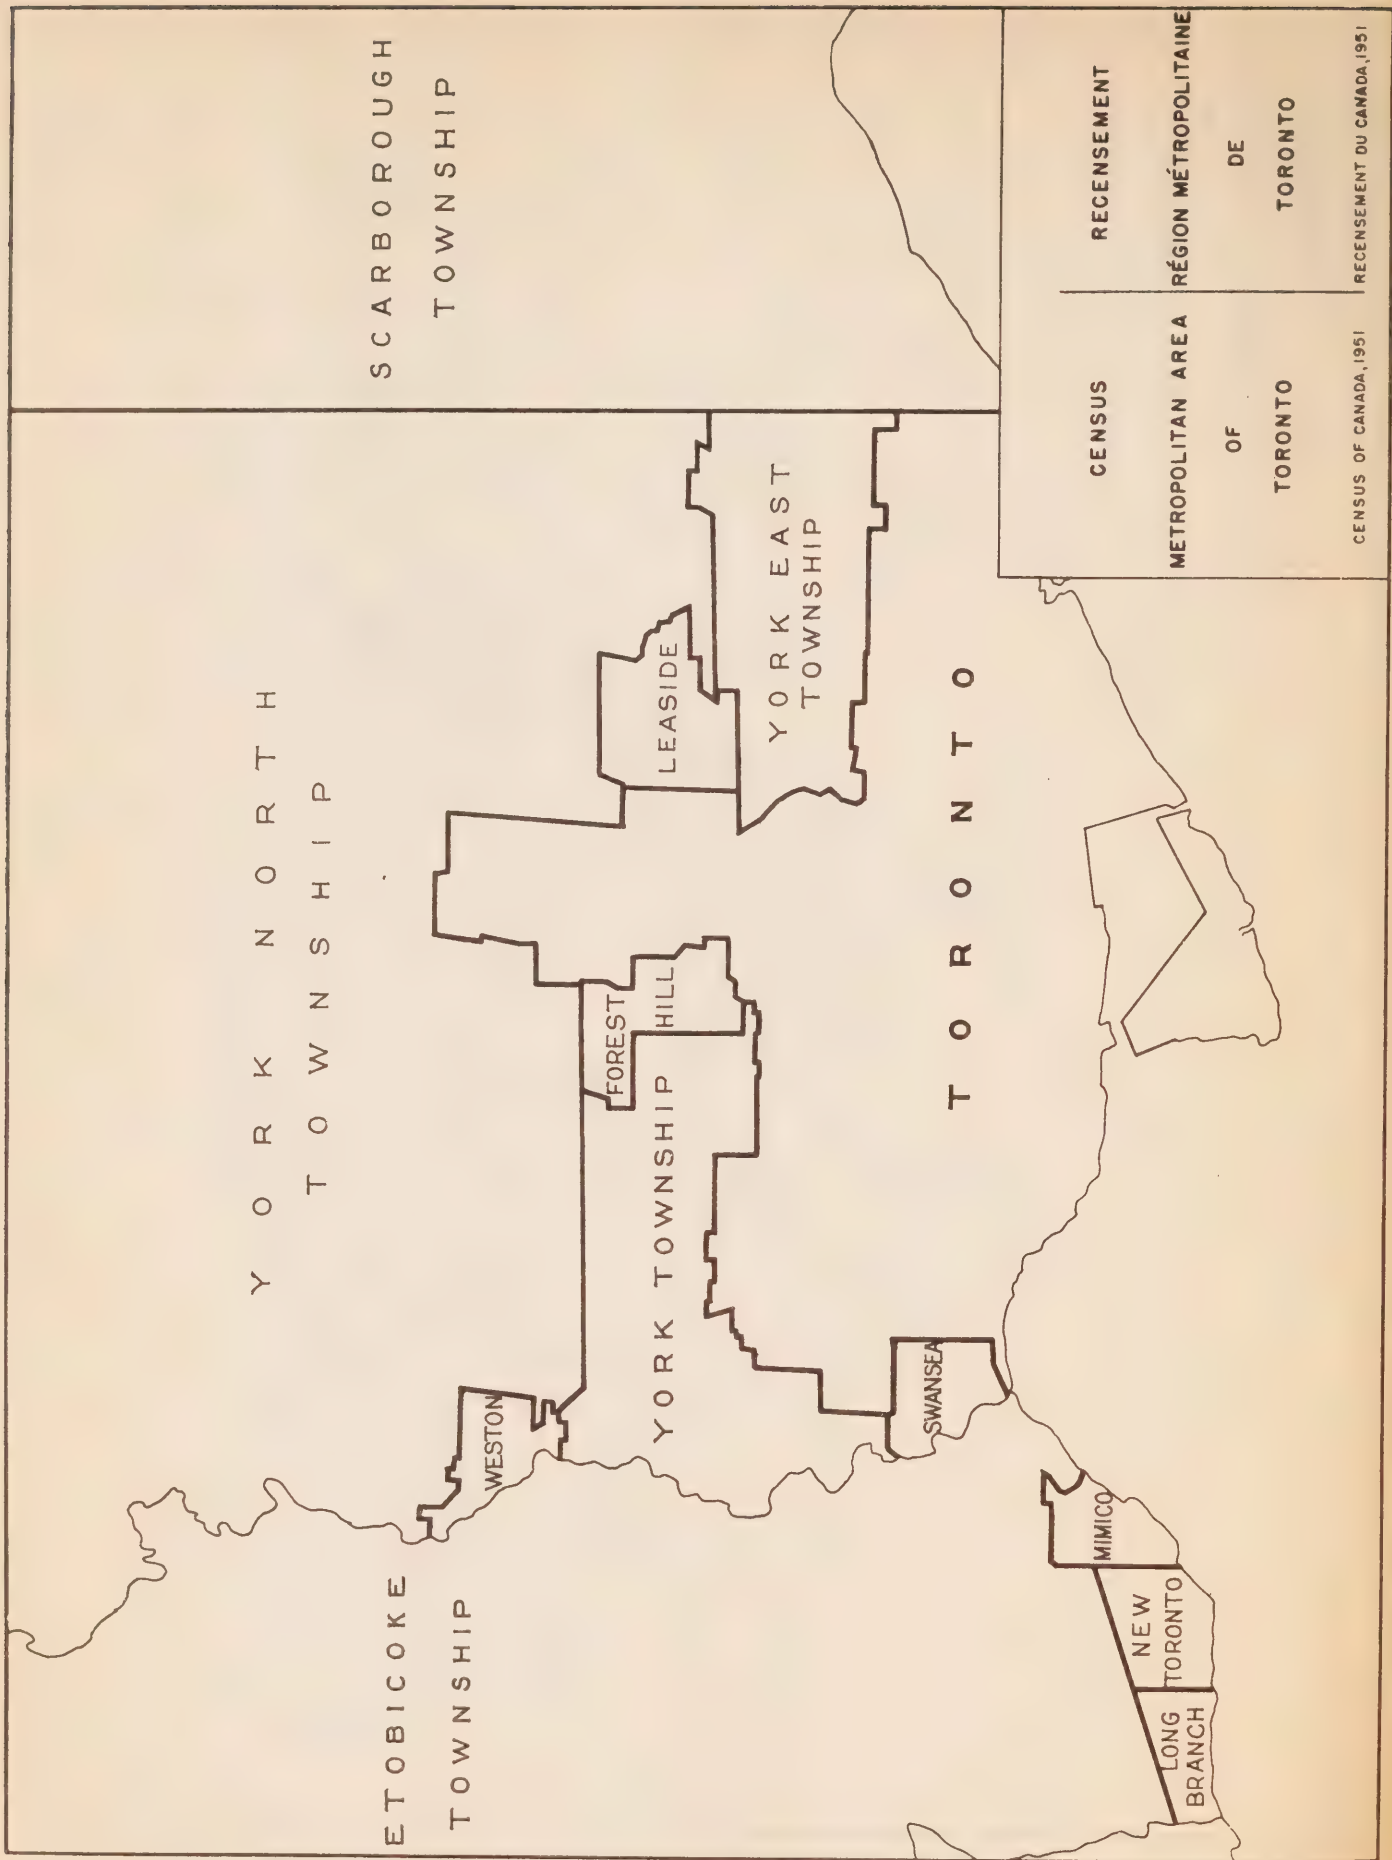 SCARBOROUGH
TOWNSHIP
YORK NORTH
TOWNSHIP
ETOBICOKE
TOWNSHIP
WESTON
FOREST
HILL
LEASIDE
YORK TOWNSHIP
YORK EAST
TOWNSHIP
SWANSEA
TORONTO
MIMICO
NEW
TORONTO
LONG
BRANCH
CENSUS
METROPOLITAN AREA
OF
TORONTO
CENSUS OF CANADA, 1951
RECENSEMENT
RÉGION MÉTROPOLITAINE
DE
TORONTO
RECENSEMENT DU CANADA, 1951